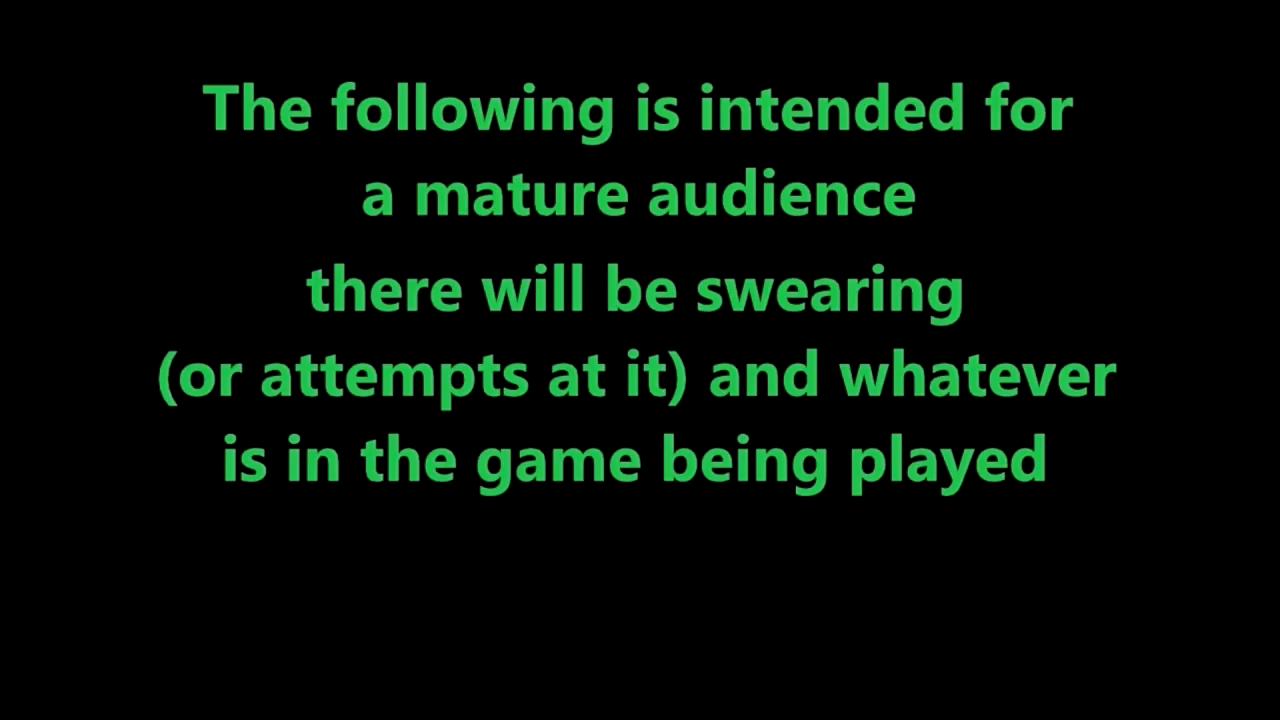 The following is intended for
a mature audience
there will be swearing
(or attempts at it) and whatever
is in the game being played